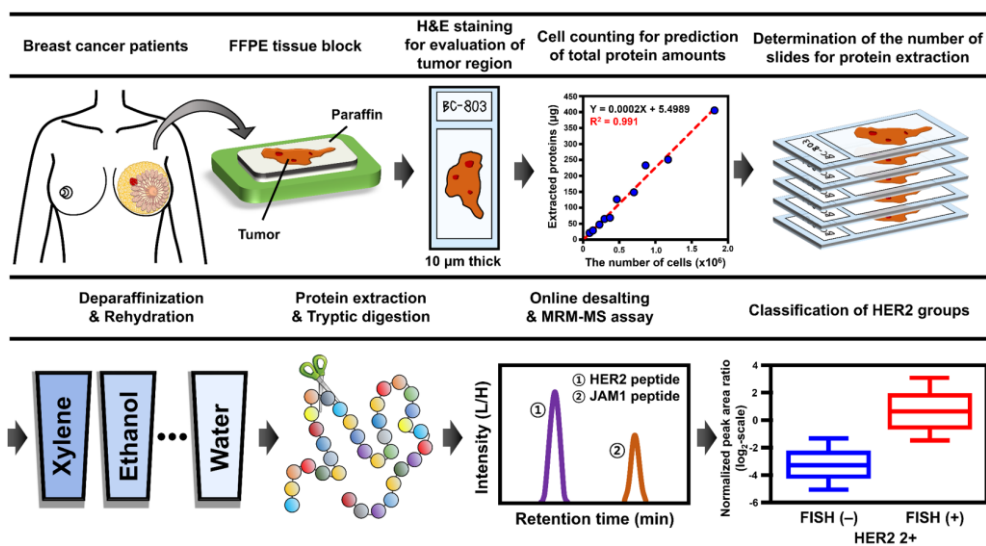 Breast cancer patients
FFPE tissue block
H&E staining
for evaluation of
tumor region
Cell counting for prediction
of total protein amounts
Determination of the number of
slides for protein extraction
Paraffin
Tumor
BC-803
10 µm thick
Extracted proteins (µg)
450
400
350
300
250
200
150
100
50
0
Y = 0.0002X + 5.4989
R² = 0.991
0
0.5
1.0
1.5
2.0
The number of cells (x10⁶)
BC-803
Deparaffinization
& Rehydration
Protein extraction
& Tryptic digestion
Online desalting
& MRM-MS assay
Classification of HER2 groups
Xylene
Ethanol
•••
Water
Intensity (L/H)
① HER2 peptide
② JAM1 peptide
①
②
Retention time (min)
Normalized peak area ratio
(log₂-scale)
4
2
0
-2
-4
-6
FISH (–)
FISH (+)
HER2 2+